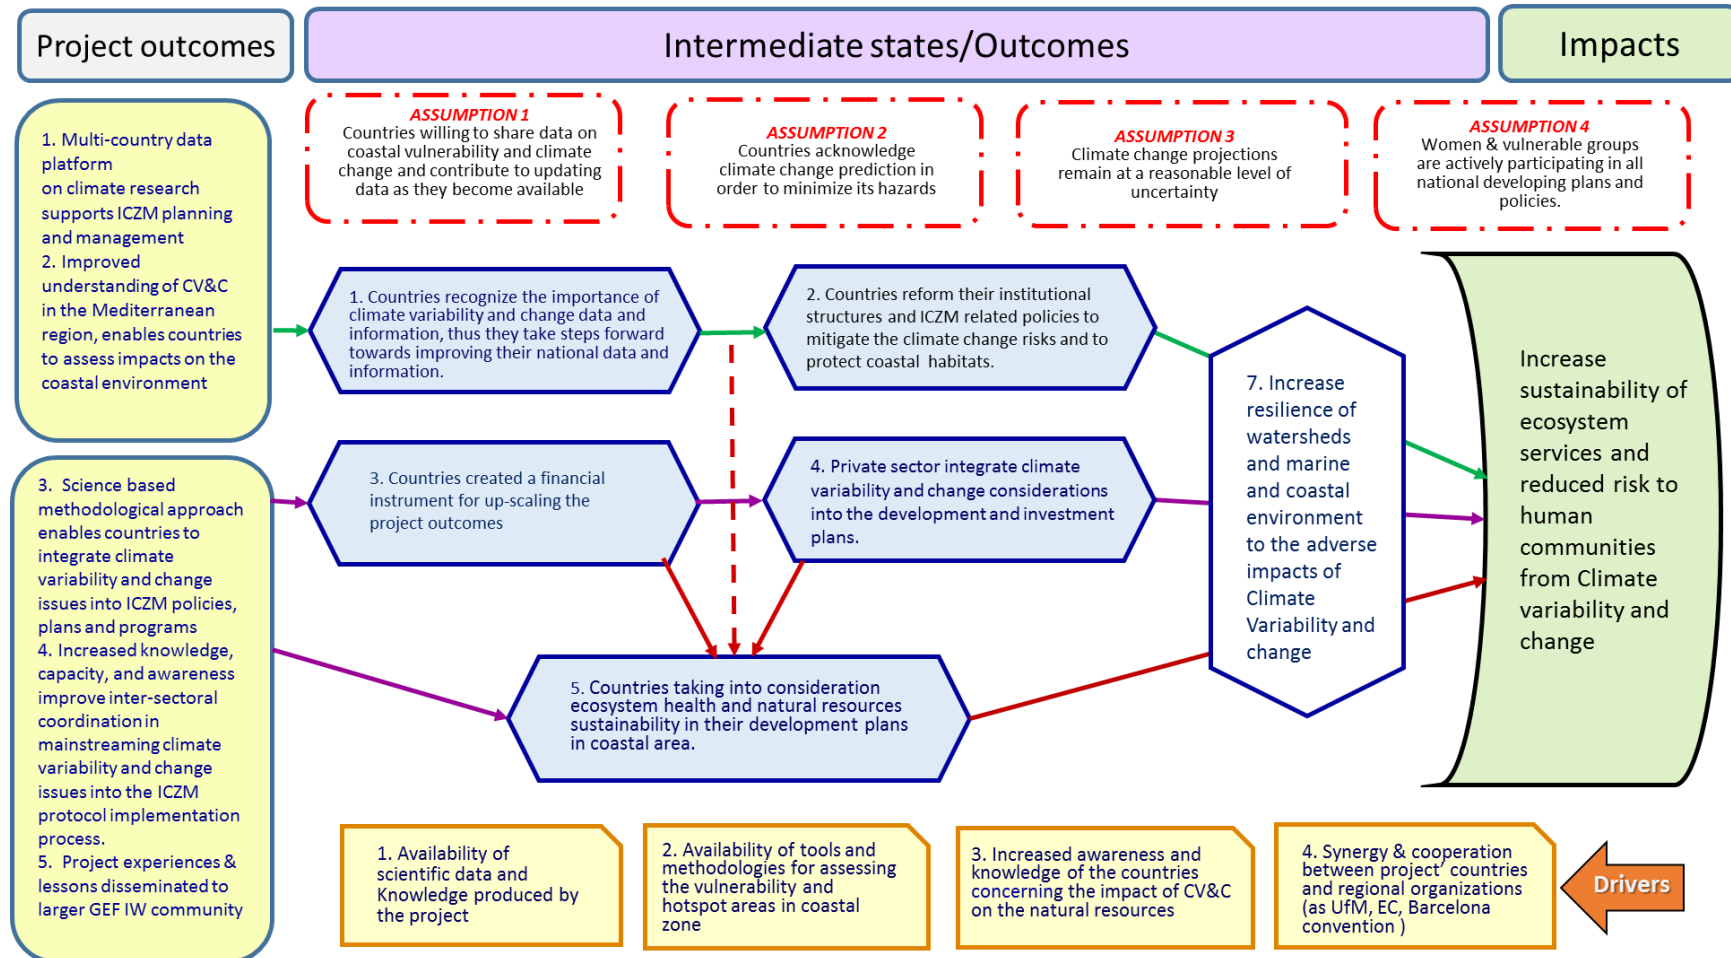 Project outcomes
Intermediate states/Outcomes
Impacts
1. Multi-country data
platform
on climate research
supports ICZM planning
and management
2. Improved
understanding of CV&C
in the Mediterranean
region, enables countries
to assess impacts on the
coastal environment
3.  Science based
methodological approach
enables countries to
integrate climate
variability and change
issues into ICZM policies,
plans and programs
4. Increased knowledge,
capacity, and awareness
improve inter-sectoral
coordination in
mainstreaming climate
variability and change
issues into the ICZM
protocol implementation
process.
5.  Project experiences &
lessons disseminated to
larger GEF IW community
ASSUMPTION 1
Countries willing to share data on
coastal vulnerability and climate
change and contribute to updating
data as they become available
ASSUMPTION 2
Countries acknowledge
climate change prediction in
order to minimize its hazards
ASSUMPTION 3
Climate change projections
remain at a reasonable level of
uncertainty
ASSUMPTION 4
Women & vulnerable groups
are actively participating in all
national developing plans and
policies.
1. Countries recognize the importance of
climate variability and change data and
information, thus they take steps forward
towards improving their national data and
information.
2. Countries reform their institutional
structures and ICZM related policies to
mitigate the climate change risks and to
protect coastal  habitats.
3. Countries created a financial
instrument for up-scaling the
project outcomes
4. Private sector integrate climate
variability and change considerations
into the development and investment
plans.
5. Countries taking into consideration
ecosystem health and natural resources
sustainability in their development plans
in coastal area.
7. Increase
resilience of
watersheds
and marine
and coastal
environment
to the adverse
impacts of
Climate
Variability and
change
Increase
sustainability of
ecosystem
services and
reduced risk to
human
communities
from Climate
variability and
change
1. Availability of
scientific data and
Knowledge produced by
the project
2. Availability of tools and
methodologies for assessing
the vulnerability and
hotspot areas in coastal
zone
3. Increased awareness and
knowledge of the countries
concerning the impact of CV&C
on the natural resources
4. Synergy & cooperation
between project’ countries
and regional organizations
(as UfM, EC, Barcelona
convention )
Drivers